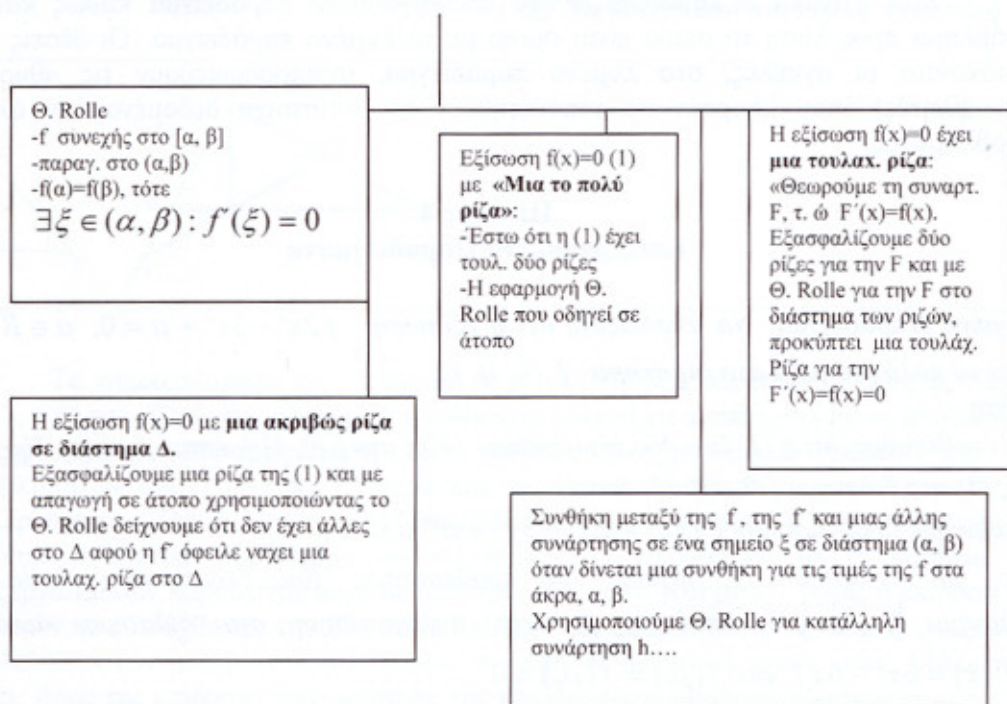 Θ. Rolle
-f συνεχής στο [α, β]
-παραγ. στο (α,β)
-f(α)=f(β), τότε
∃ξ ∈ (α, β) : f′(ξ) = 0
Εξίσωση f(x)=0 (1)
με «Μια το πολύ
ρίζα»:
-Έστω ότι η (1) έχει
τουλ. δύο ρίζες
-Η εφαρμογή Θ.
Rolle που οδηγεί σε
άτοπο
Η εξίσωση f(x)=0 έχει
μια τουλαχ. ρίζα:
«Θεωρούμε τη συναρτ.
F, τ. ώ F΄(x)=f(x).
Εξασφαλίζουμε δύο
ρίζες για την F και με
Θ. Rolle για την F στο
διάστημα των ριζών,
προκύπτει μια τουλάχ.
Ρίζα για την
F΄(x)=f(x)=0
Η εξίσωση f(x)=0 με μια ακριβώς ρίζα
σε διάστημα Δ.
Εξασφαλίζουμε μια ρίζα της (1) και με
απαγωγή σε άτοπο χρησιμοποιώντας το
Θ. Rolle δείχνουμε ότι δεν έχει άλλες
στο Δ αφού η f΄ όφειλε ναχει μια
τουλαχ. ρίζα στο Δ
Συνθήκη μεταξύ της f , της f΄ και μιας άλλης
συνάρτησης σε ένα σημείο ξ σε διάστημα (α, β)
όταν δίνεται μια συνθήκη για τις τιμές της f στα
άκρα, α, β.
Χρησιμοποιούμε Θ. Rolle για κατάλληλη
συνάρτηση h….